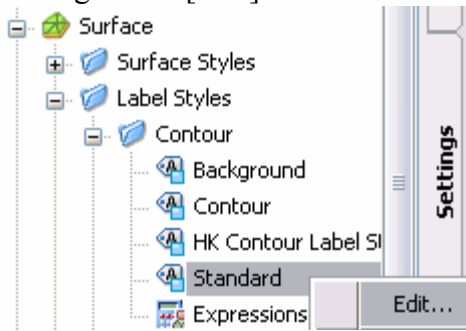 Surface
Surface Styles
Label Styles
Contour
Background
Contour
HK Contour Label
Standard
Edit...
Expressions
Settings